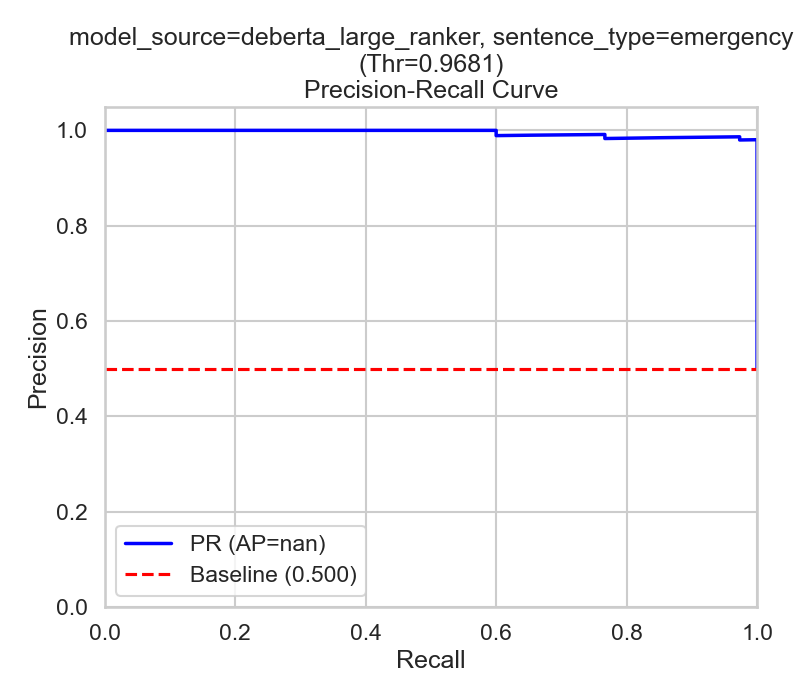 model_source=deberta_large_ranker, sentence_type=emergency
(Thr=0.9681)
Precision-Recall Curve
1.0
0.8
0.6
0.4
0.2
0.0
Precision
PR (AP=nan)
Baseline (0.500)
0.0 0.2 0.4 0.6 0.8 1.0
Recall